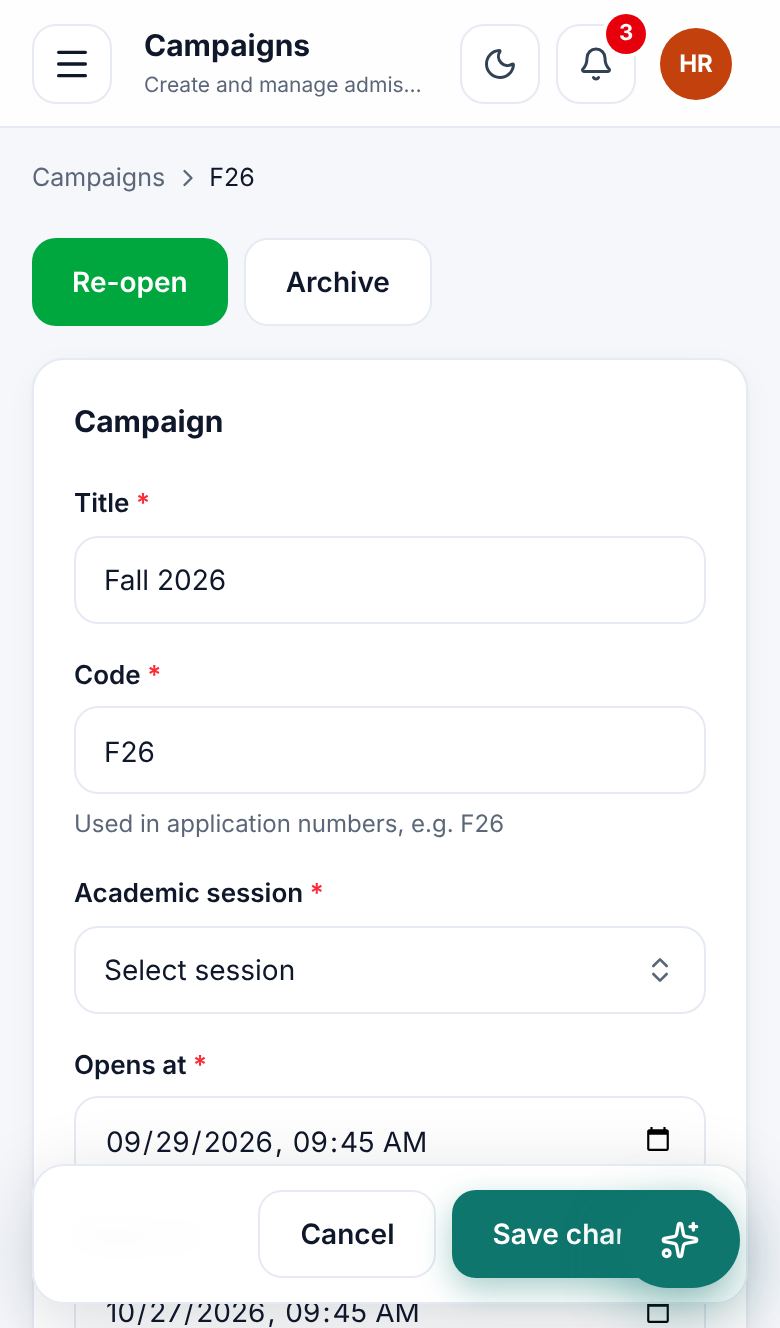 Campaigns
Create and manage admis...
3
HR
Campaigns > F26
Re-open
Archive
Campaign
Title *
Fall 2026
Code *
F26
Used in application numbers, e.g. F26
Academic session *
Select session
Opens at *
09/29/2026, 09:45 AM
Cancel
Save
10/27/2026, 09:45 AM